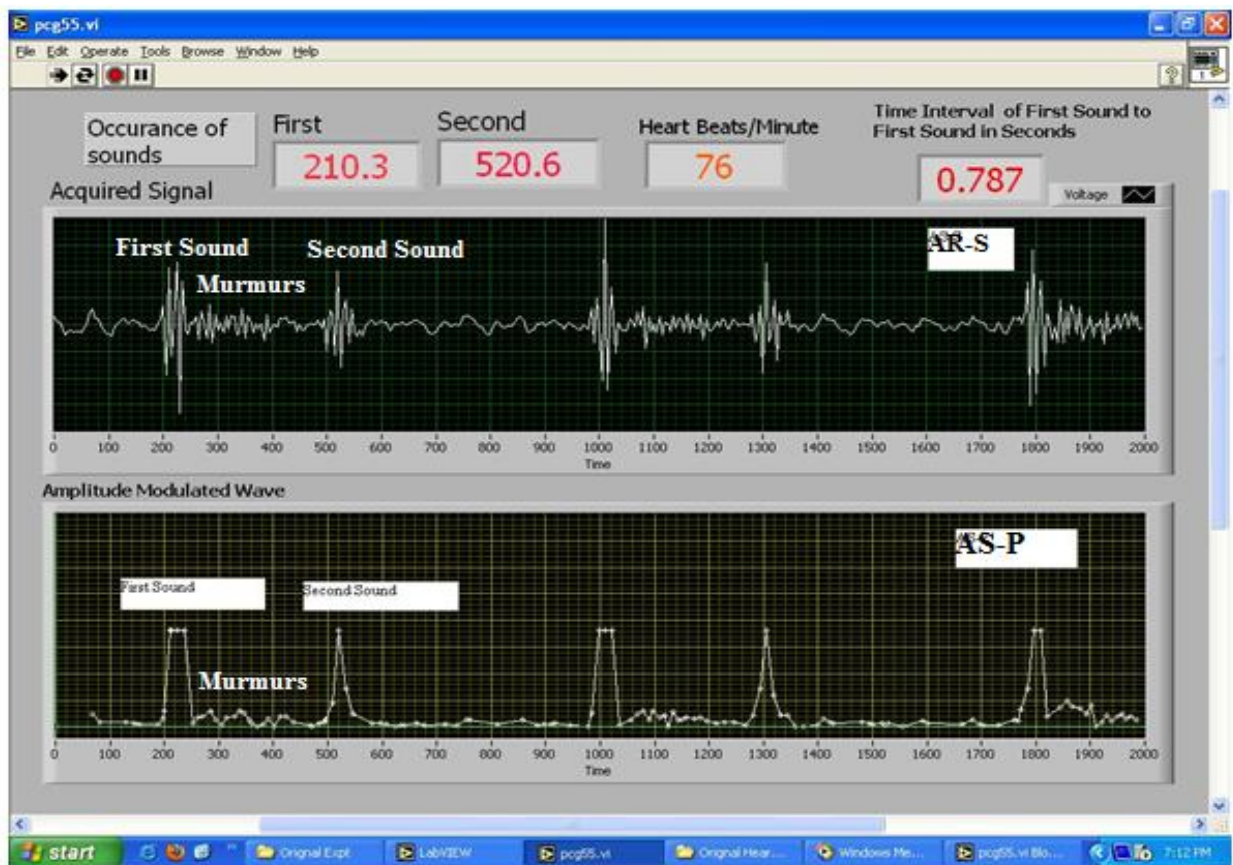 pcg55.vi
File Edit Operate Tools Browse Window Help
Occurance of
sounds
First
210.3
Second
520.6
Heart Beats/Minute
76
Time Interval of First Sound to
First Sound in Seconds
0.787
Acquired Signal
Voltage
First Sound
Second Sound
Murmurs
AR-S
0 100 200 300 400 500 600 700 800 900 1000 1100 1200 1300 1400 1500 1600 1700 1800 1900 2000
Time
Amplitude Modulated Wave
AS-P
First Sound
Second Sound
Murmurs
0 100 200 300 400 500 600 700 800 900 1000 1100 1200 1300 1400 1500 1600 1700 1800 1900 2000
Time
start
Orignal Expt
LabVIEW
pcg55.vi
Orignal Hear....
Windows Me...
pcg55.vi Blo...
7:12 PM